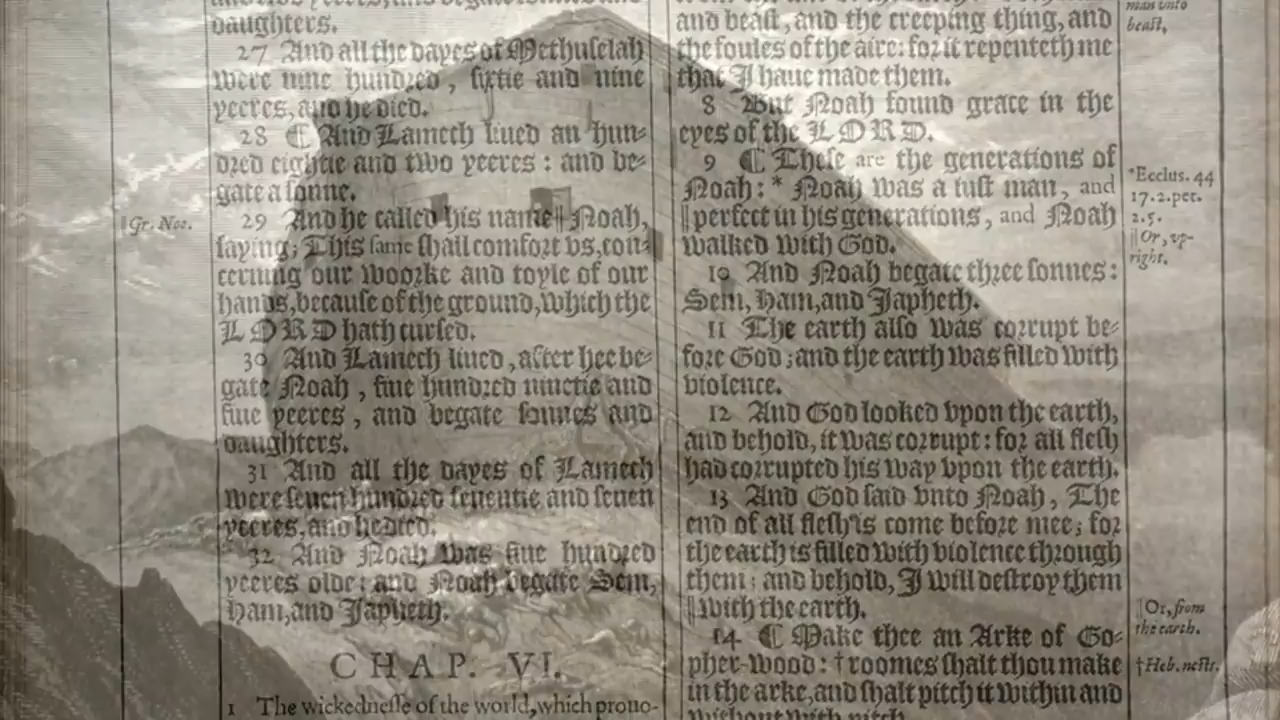 daughters.
27 And all the dayes of Methuselah
were nine hundred, sixtie and nine
yeeres, and he died.
28 ¶ And Lamech liued an hun-
dred eightie and two yeeres: and be-
gate a sonne.
29 And he called his name || Noah,
saying; This same shall comfort vs, con-
cerning our woorke and toyle of our
hands, because of the ground, which the
LORD hath cursed.
30 And Lamech liued, after hee be-
gate Noah, fiue hundred ninetie and
fiue yeeres, and begate sonnes and
daughters.
31 And all the dayes of Lamech
were seuen hundred seuentie and seuen
yeeres, and he died.
32 And Noah was fiue hundred
yeeres olde: and Noah begate Sem,
Ham, and Japheth.
CHAP. VI.
1 The wickednesse of the world, which prouo-
|| Gr. Noe.
and beast, and the creeping thing, and
the foules of the aire: for it repenteth me
that I haue made them.
8 But Noah found grace in the
eyes of the LORD.
9 ¶ These are the generations of
Noah: * Noah was a iust man, and
|| perfect in his generations, and Noah
walked with God.
10 And Noah begate three sonnes:
Sem, Ham, and Japheth.
11 The earth also was corrupt be-
fore God; and the earth was filled with
violence.
12 And God looked vpon the earth,
and behold, it was corrupt: for all flesh
had corrupted his way vpon the earth.
13 And God said vnto Noah, The
end of all flesh is come before mee; for
the earth is filled with violence through
them: and behold, I will destroy them
|| with the earth.
14 ¶ Make thee an Arke of Go-
pher-wood: † roomes shalt thou make
in the arke, and shalt pitch it within and
without with pitch.
man vnto
beast.
*Ecclus. 44
17. 2. pet.
2. 5.
|| Or, vp-
right.
|| Or, from
the earth.
† Heb. nests.